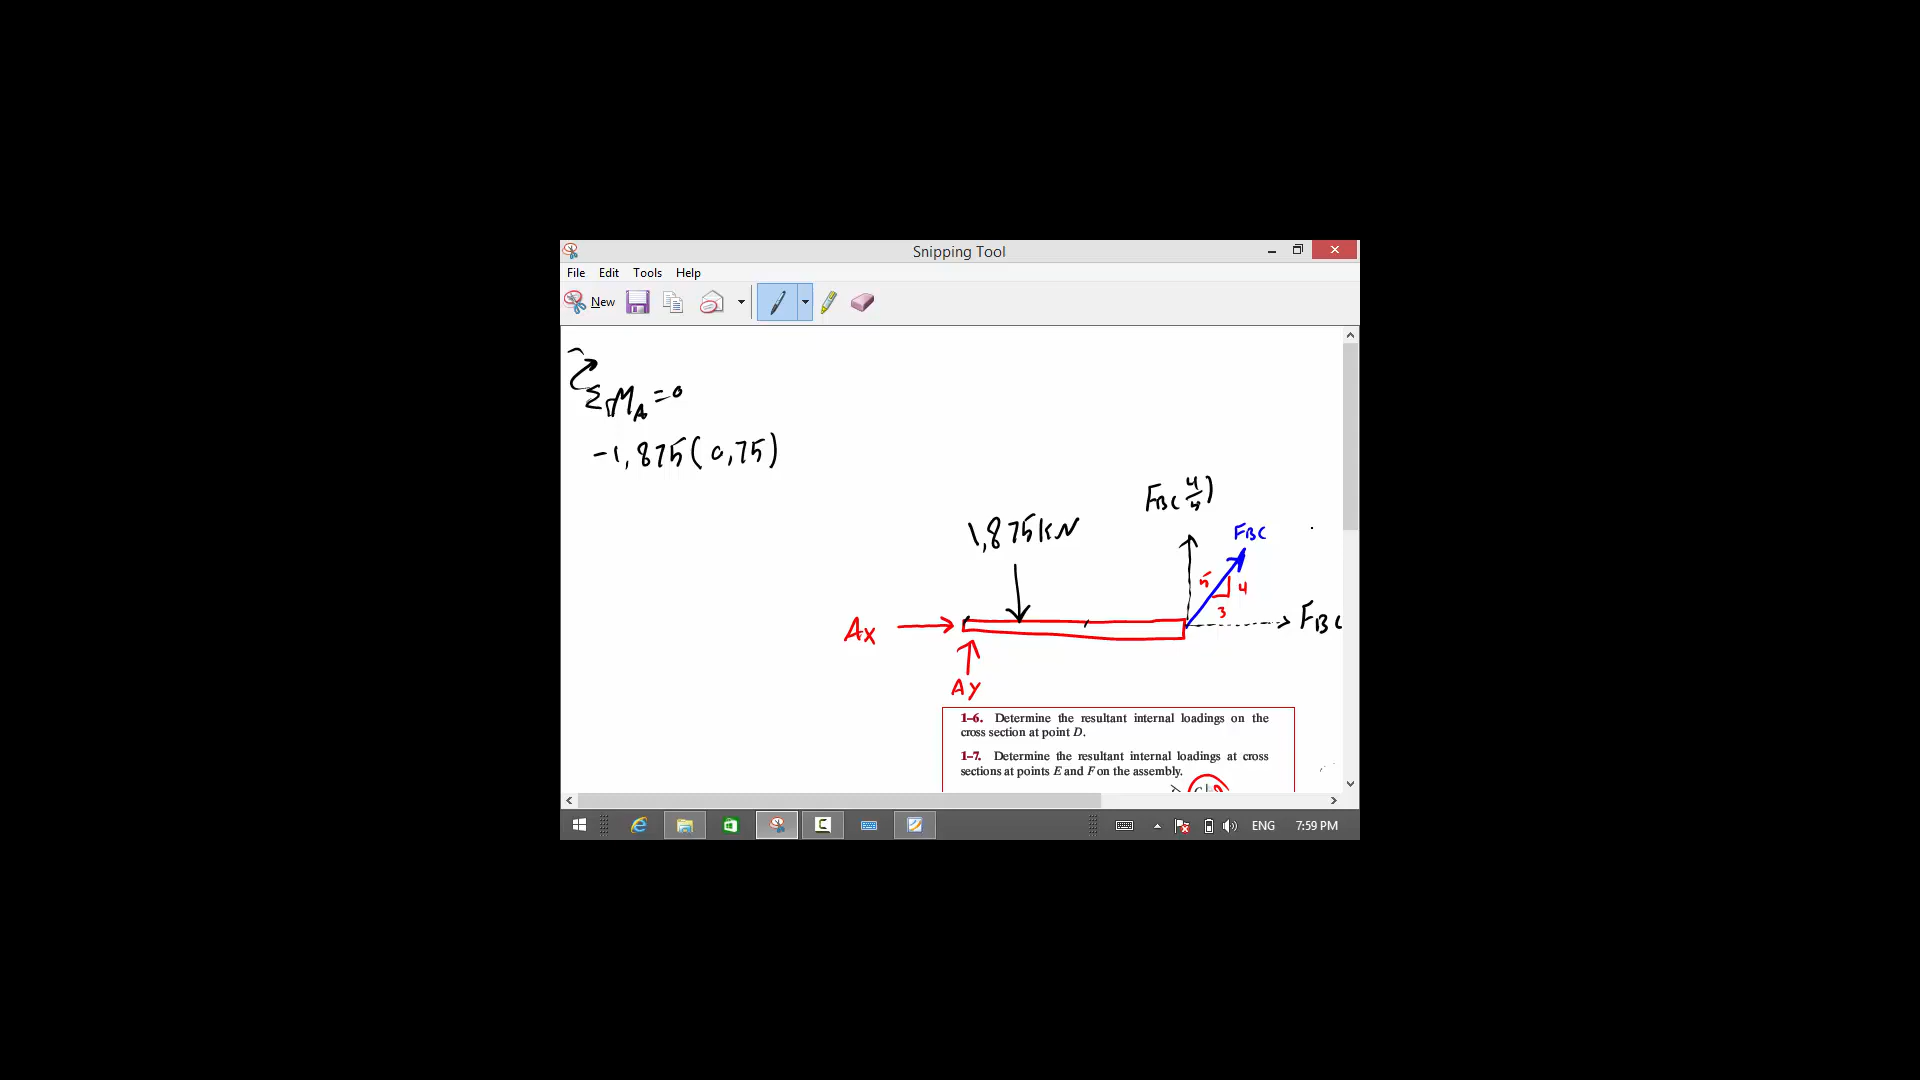 Snipping Tool
File Edit Tools Help
New
ΣMA=0
-1,875(0,75)
1,875kN
FBC 4/5)
FBC
5
4
3
Ax
FBC
Ay
1–6. Determine the resultant internal loadings on the
cross section at point D.
1–7. Determine the resultant internal loadings at cross
sections at points E and F on the assembly.
ENG 7:59 PM